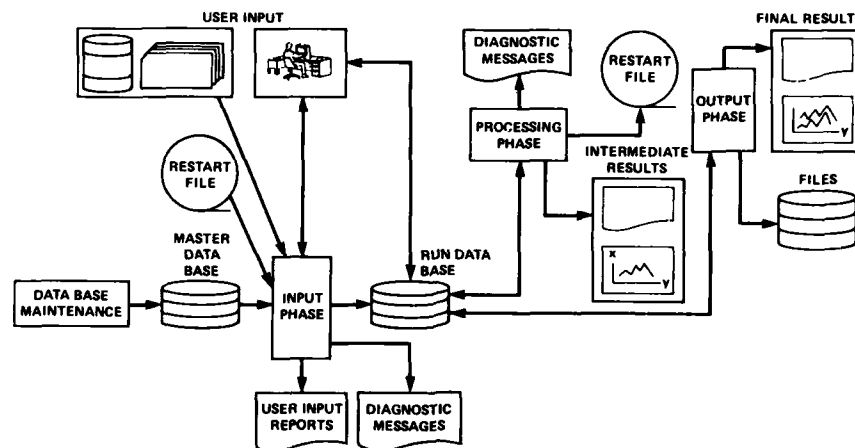 USER INPUT
FINAL RESULT
DIAGNOSTIC
MESSAGES
RESTART
FILE
OUTPUT
PHASE
y
PROCESSING
PHASE
INTERMEDIATE
RESULTS
RESTART
FILE
FILES
MASTER
DATA
BASE
RUN DATA
BASE
x
y
DATA BASE
MAINTENANCE
INPUT
PHASE
USER INPUT
REPORTS
DIAGNOSTIC
MESSAGES